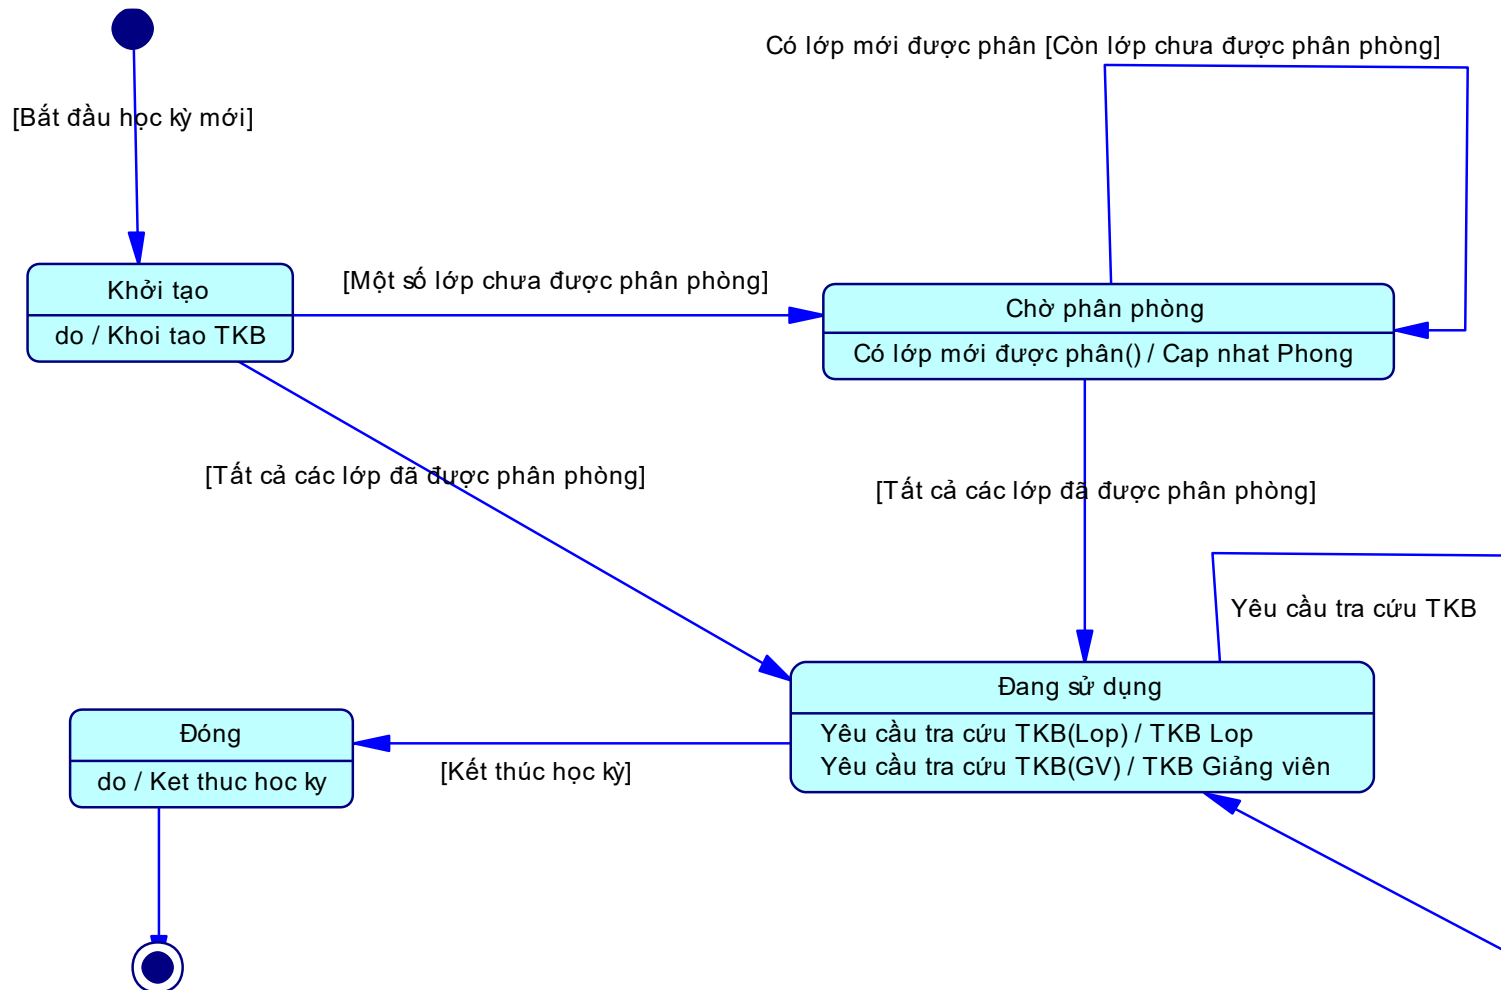 Có lớp mới được phân [Còn lớp chưa được phân phòng]
[Bắt đầu học kỳ mới]
Khởi tạo
do / Khoi tao TKB
[Một số lớp chưa được phân phòng]
Chờ phân phòng
Có lớp mới được phân() / Cap nhat Phong
[Tất cả các lớp đã được phân phòng]
[Tất cả các lớp đã được phân phòng]
Yêu cầu tra cứu TKB
Đang sử dụng
Yêu cầu tra cứu TKB(Lop) / TKB Lop
Yêu cầu tra cứu TKB(GV) / TKB Giảng viên
Đóng
do / Ket thuc hoc ky
[Kết thúc học kỳ]